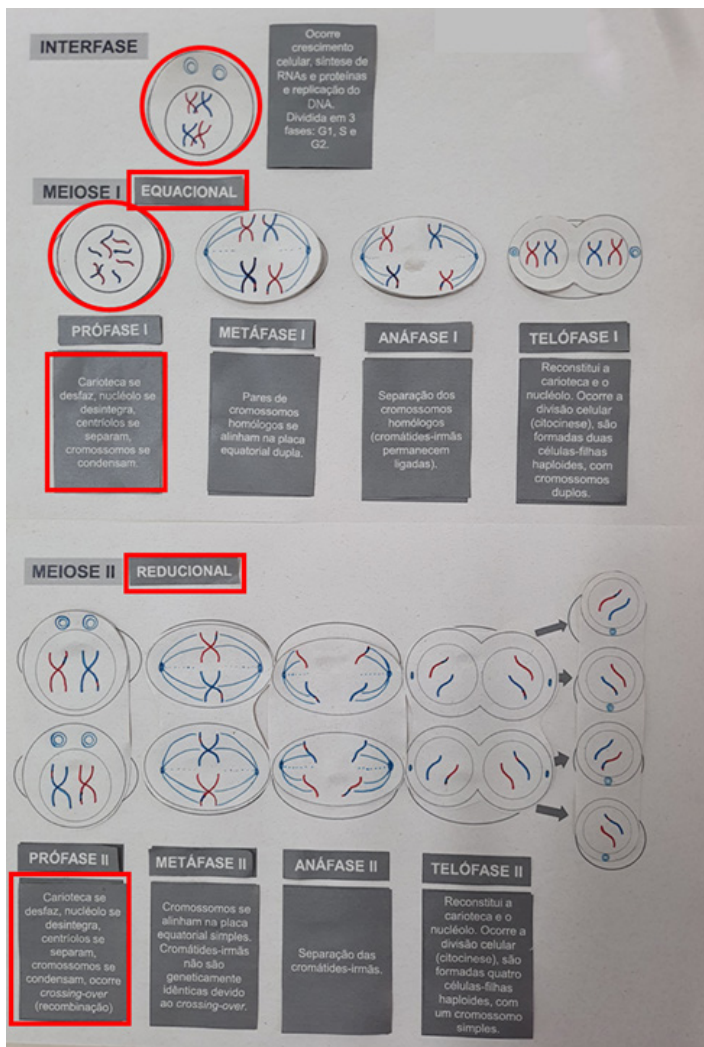 INTERFASE
Ocorre
crescimento
celular, síntese de
RNAs e proteínas
e replicação do
DNA.
Dividida em 3
fases: G1, S e
G2.
MEIOSE I
EQUACIONAL
PRÓFASE I
Carioteca se
desfaz, nucléolo se
desintegra,
centríolos se
separam,
cromossomos se
condensam.
METÁFASE I
Pares de
cromossomos
homólogos se
alinham na placa
equatorial dupla.
ANÁFASE I
Separação dos
cromossomos
homólogos
(cromátides-irmãs
permanecem
ligadas).
TELÓFASE I
Reconstitui a
carioteca e o
nucléolo. Ocorre a
divisão celular
(citocinese), são
formadas duas
células-filhas
haploides, com
cromossomos
duplos.
MEIOSE II
REDUCIONAL
PRÓFASE II
Carioteca se
desfaz, nucléolo se
desintegra,
centríolos se
separam,
cromossomos se
condensam, ocorre
crossing-over
(recombinação)
METÁFASE II
Cromossomos se
alinham na placa
equatorial simples.
Cromátides-irmãs
não são
geneticamente
idênticas devido
ao crossing-over.
ANÁFASE II
Separação das
cromátides-irmãs.
TELÓFASE II
Reconstitui a
carioteca e o
nucléolo. Ocorre a
divisão celular
(citocinese), são
formadas quatro
células-filhas
haploides, com
um cromossomo
simples.